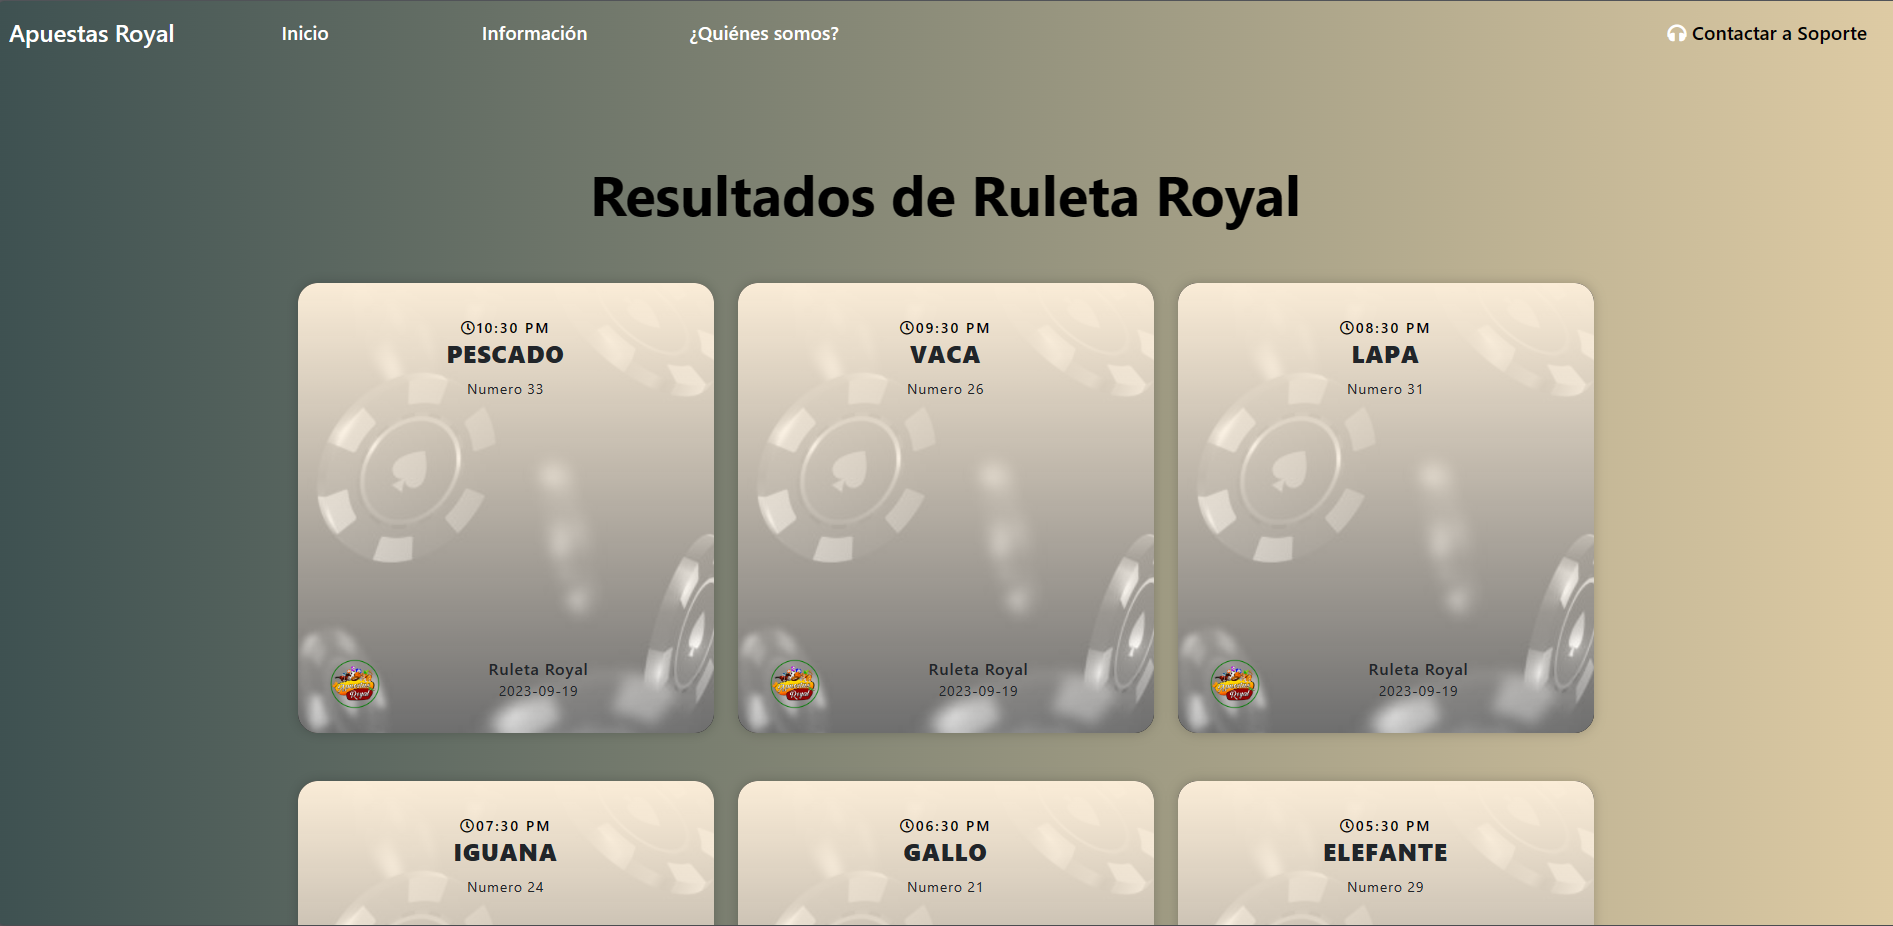 Apuestas Royal
Inicio
Información
¿Quiénes somos?
Contactar a Soporte
Resultados de Ruleta Royal
10:30 PM
PESCADO
Numero 33
Ruleta Royal
2023-09-19
09:30 PM
VACA
Numero 26
Ruleta Royal
2023-09-19
08:30 PM
LAPA
Numero 31
Ruleta Royal
2023-09-19
07:30 PM
IGUANA
Numero 24
06:30 PM
GALLO
Numero 21
05:30 PM
ELEFANTE
Numero 29